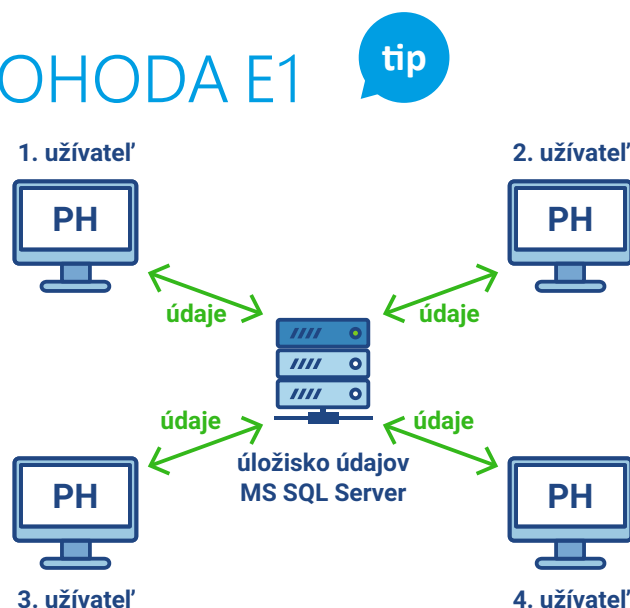 OHODA E1
tip
1. užívateľ
2. užívateľ
PH
PH
údaje
údaje
údaje
údaje
úložisko údajov
MS SQL Server
PH
PH
3. užívateľ
4. užívateľ